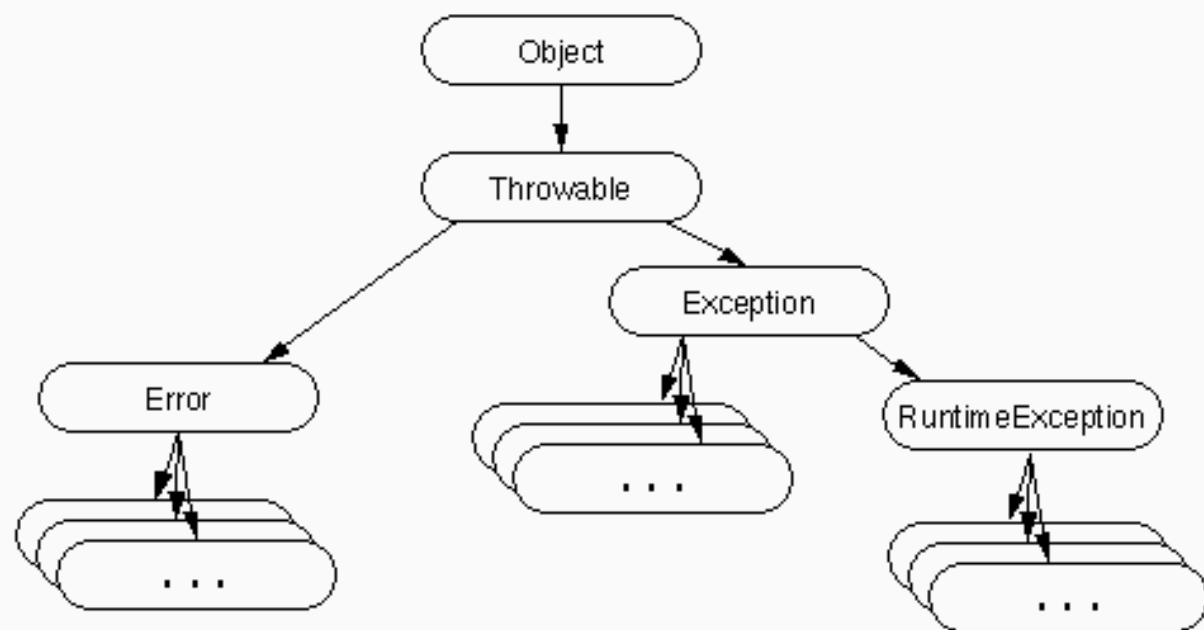 Object
Throwable
Exception
Error
RuntimeException
. . .
. . .
. . .